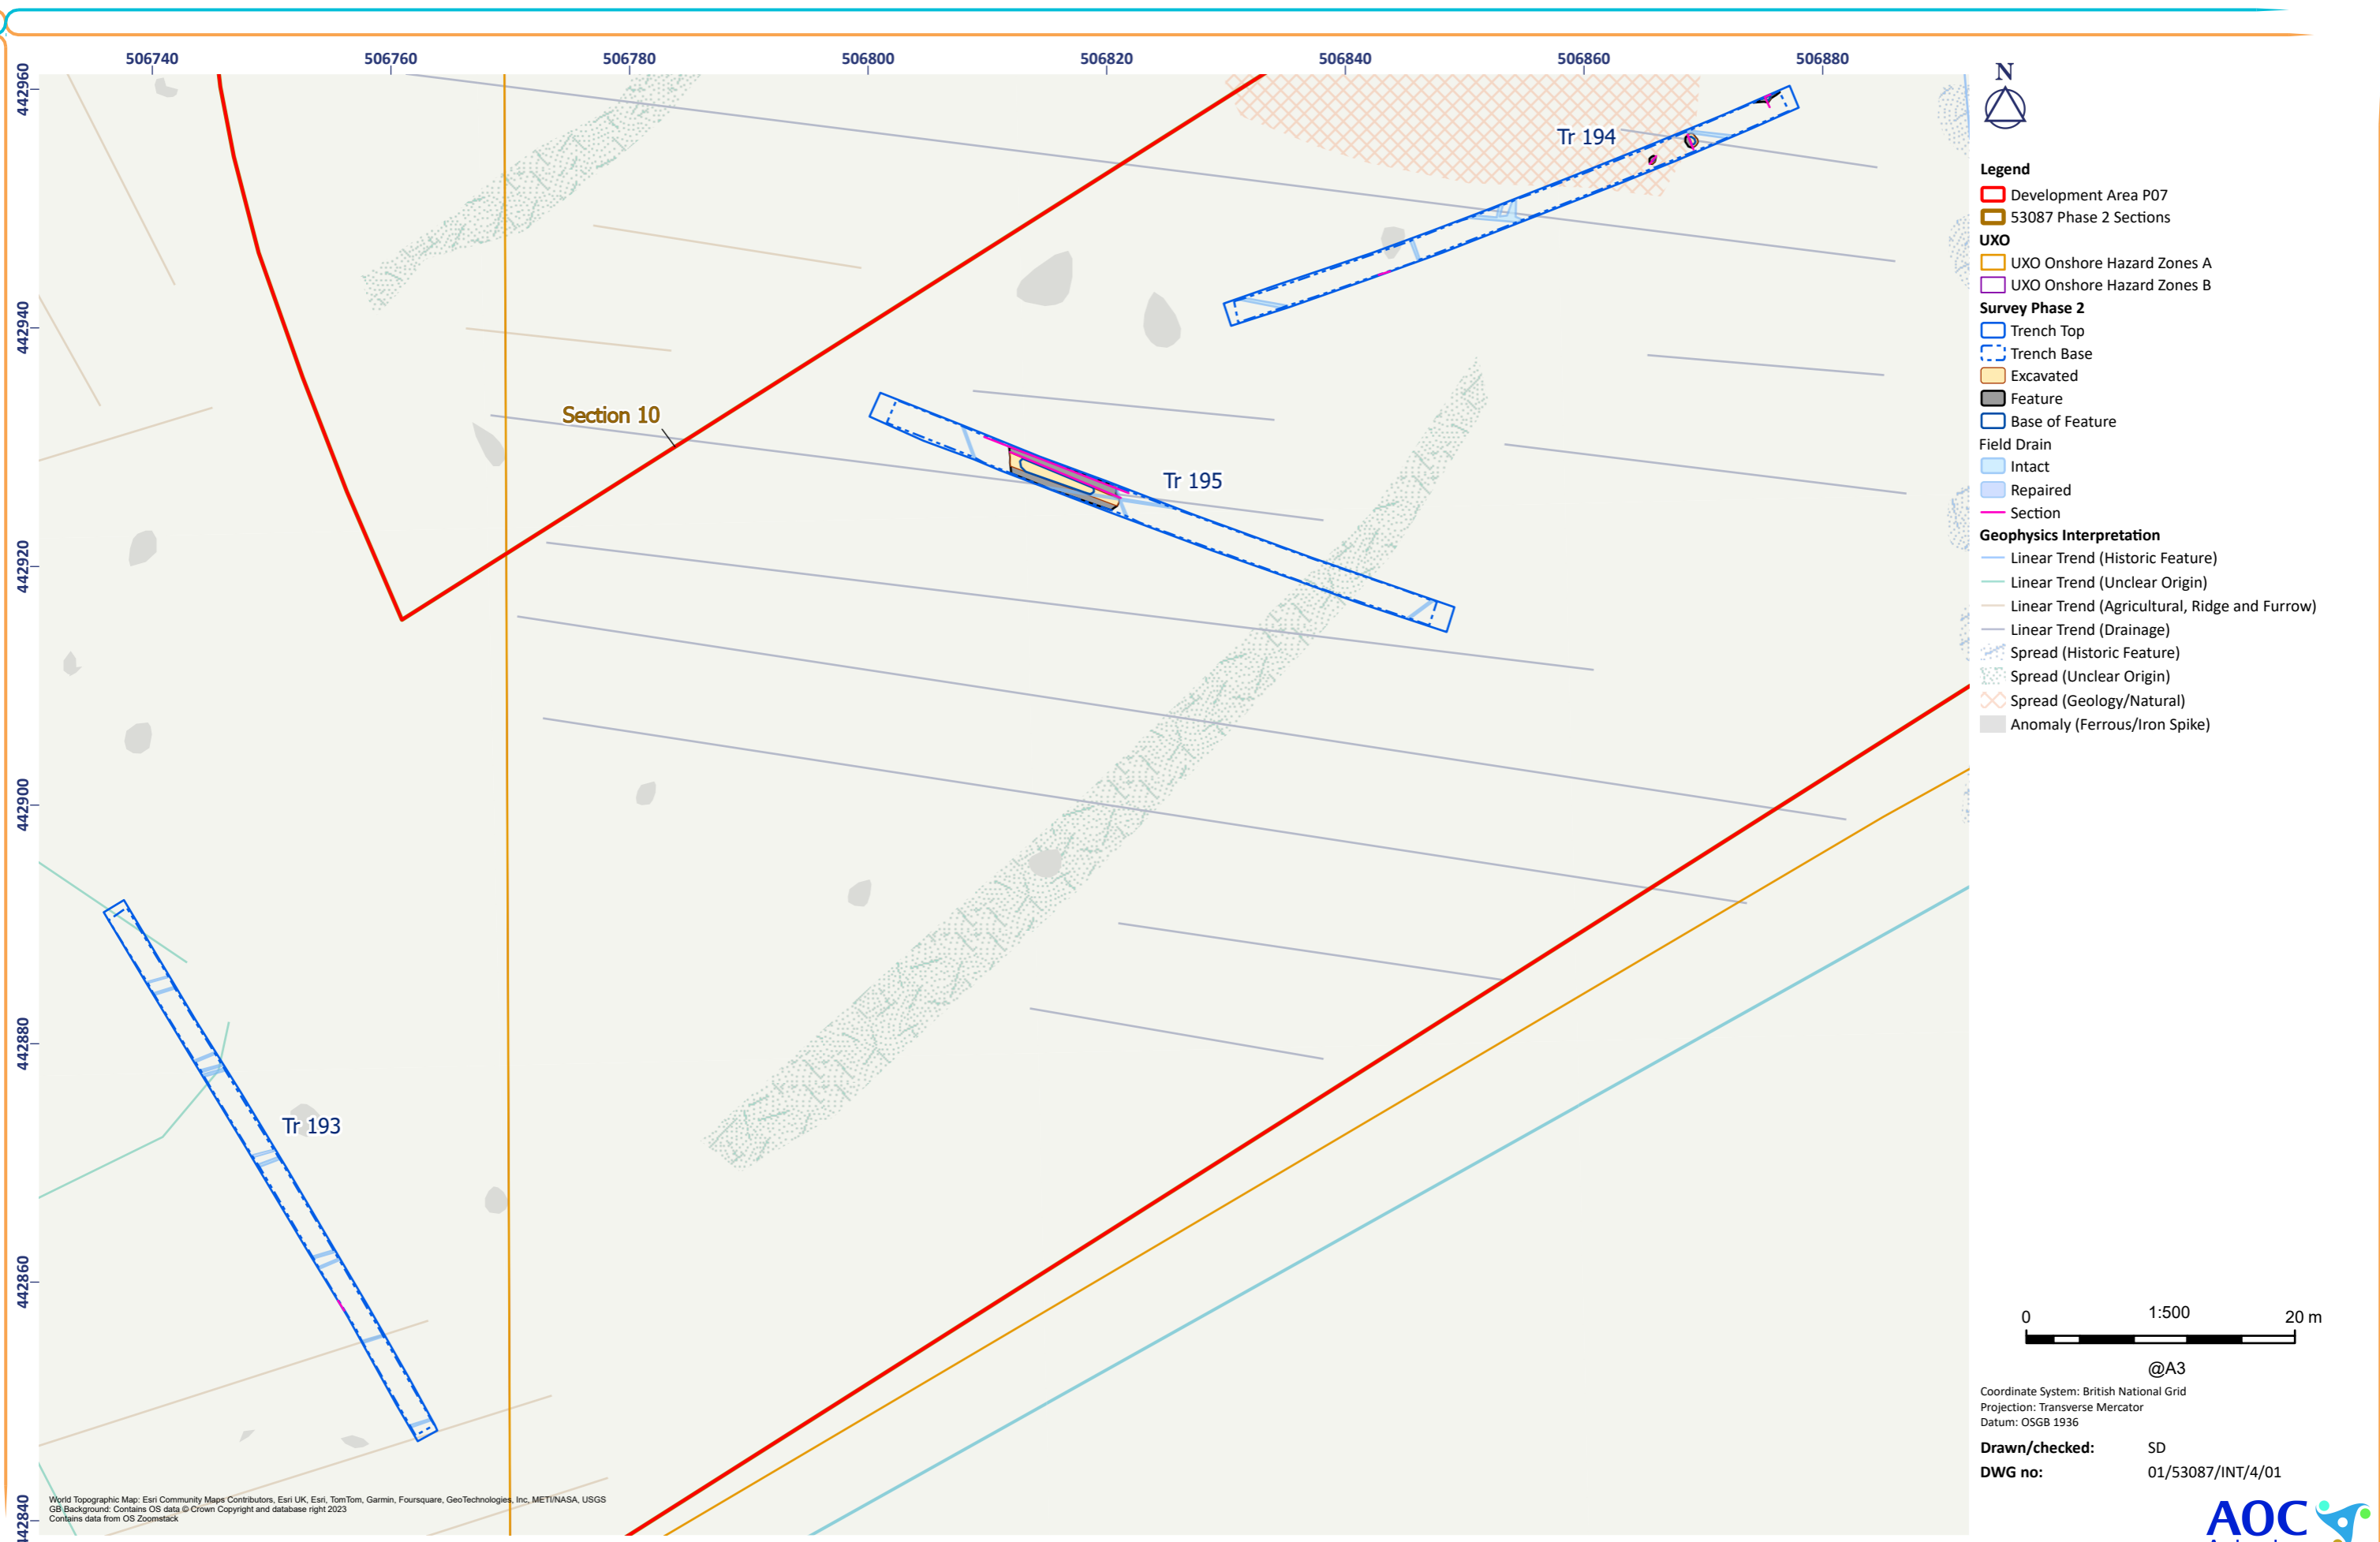 506740 506760 506780 506800 506820 506840 506860 506880
442960
442940
442920
442900
442880
442860
442840
Tr 194
Section 10
Tr 195
Tr 193
N
Legend
Development Area P07
53087 Phase 2 Sections
UXO
UXO Onshore Hazard Zones A
UXO Onshore Hazard Zones B
Survey Phase 2
Trench Top
Trench Base
Excavated
Feature
Base of Feature
Field Drain
Intact
Repaired
Section
Geophysics Interpretation
Linear Trend (Historic Feature)
Linear Trend (Unclear Origin)
Linear Trend (Agricultural, Ridge and Furrow)
Linear Trend (Drainage)
Spread (Historic Feature)
Spread (Unclear Origin)
Spread (Geology/Natural)
Anomaly (Ferrous/Iron Spike)
0 1:500 20 m
@A3
Coordinate System: British National Grid
Projection: Transverse Mercator
Datum: OSGB 1936
Drawn/checked: SD
DWG no: 01/53087/INT/4/01
World Topographic Map: Esri Community Maps Contributors, Esri UK, Esri, TomTom, Garmin, Foursquare, GeoTechnologies, Inc, METI/NASA, USGS
GB Background: Contains OS data © Crown Copyright and database right 2023
Contains data from OS Zoomstack
AOC